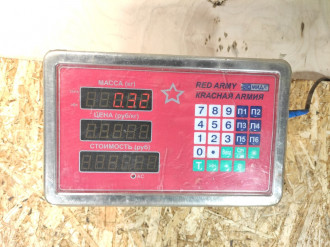 МАССА (кг)
0.32
ЦЕНА (руб/кг)
СТОИМОСТЬ (руб)
RED ARMY
КРАСНАЯ АРМИЯ
7 8 9 П1 П2
4 5 6 П3 П4
1 2 3 П5 П6
0
T